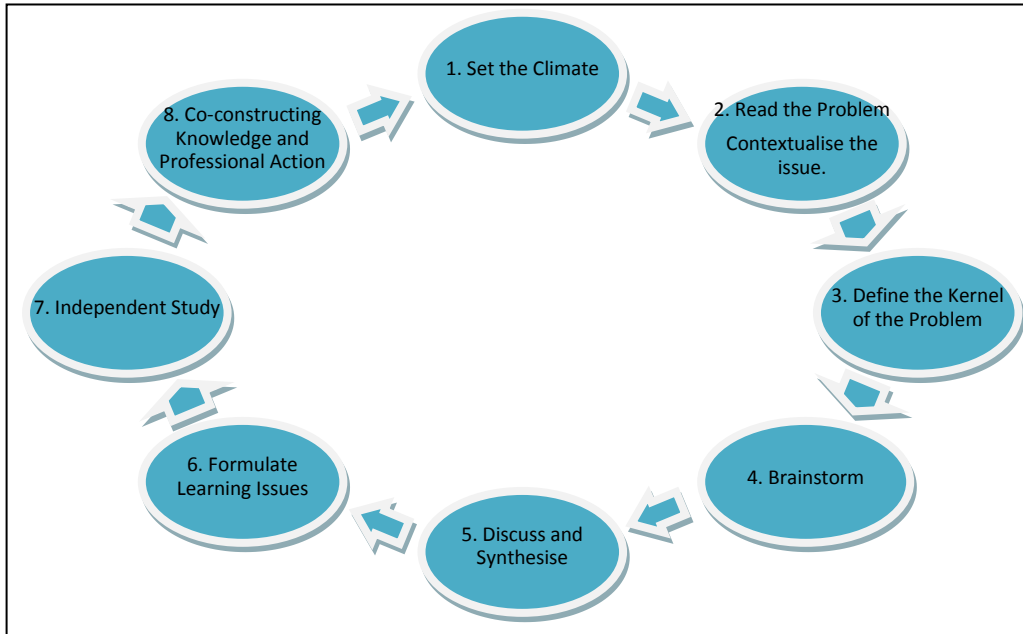 1. Set the Climate
2. Read the Problem
Contextualise the
issue.
3. Define the Kernel
of the Problem
4. Brainstorm
5. Discuss and
Synthesise
6. Formulate
Learning Issues
7. Independent Study
8. Co-constructing
Knowledge and
Professional Action